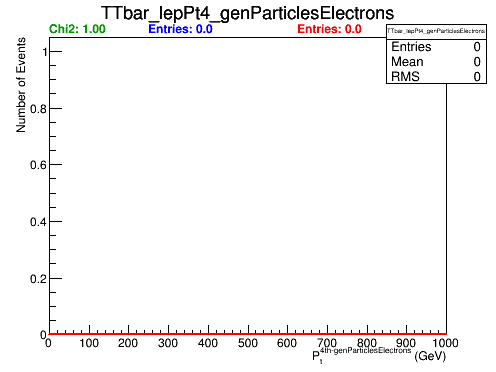 TTbar_lepPt4_genParticlesElectrons
Chi2: 1.00 Entries: 0.0 Entries: 0.0
TTbar_lepPt4_genParticlesElectrons
Entries 0
Mean 0
RMS 0
Number of Events
1
0.8
0.6
0.4
0.2
0
0 100 200 300 400 500 600 700 800 900 1000
P_t^4th-genParticlesElectrons (GeV)